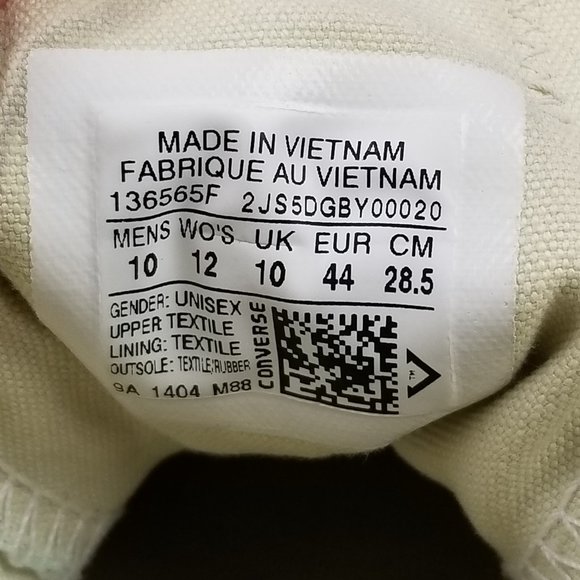 MADE IN VIETNAM
FABRIQUE AU VIETNAM
136565F 2JS5DGBY00020
MENS WO'S UK EUR CM
10 12 10 44 28.5
GENDER: UNISEX
UPPER: TEXTILE
LINING: TEXTILE
OUTSOLE: TEXTILE/RUBBER
9A 1404 M88
CONVERSE
TM